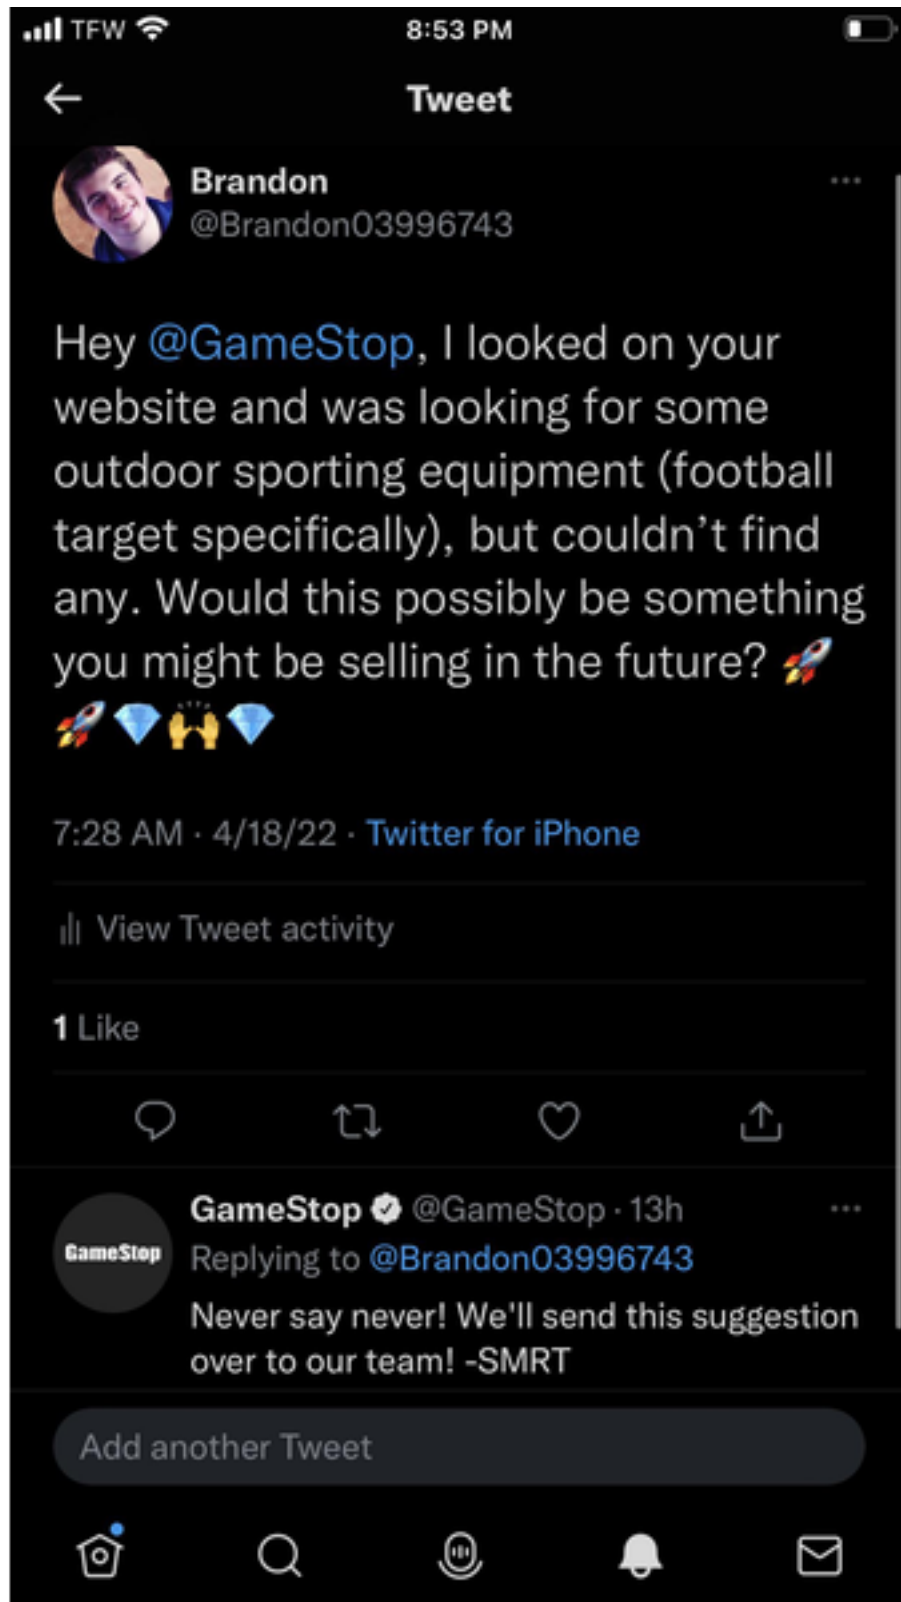 TFW 8:53 PM
Tweet
Brandon
@Brandon03996743
Hey @GameStop, I looked on your
website and was looking for some
outdoor sporting equipment (football
target specifically), but couldn’t find
any. Would this possibly be something
you might be selling in the future? 🚀
🚀💎🙌💎
7:28 AM · 4/18/22 · Twitter for iPhone
View Tweet activity
1 Like
GameStop @GameStop · 13h
GameStop
Replying to @Brandon03996743
Never say never! We'll send this suggestion
over to our team! -SMRT
Add another Tweet